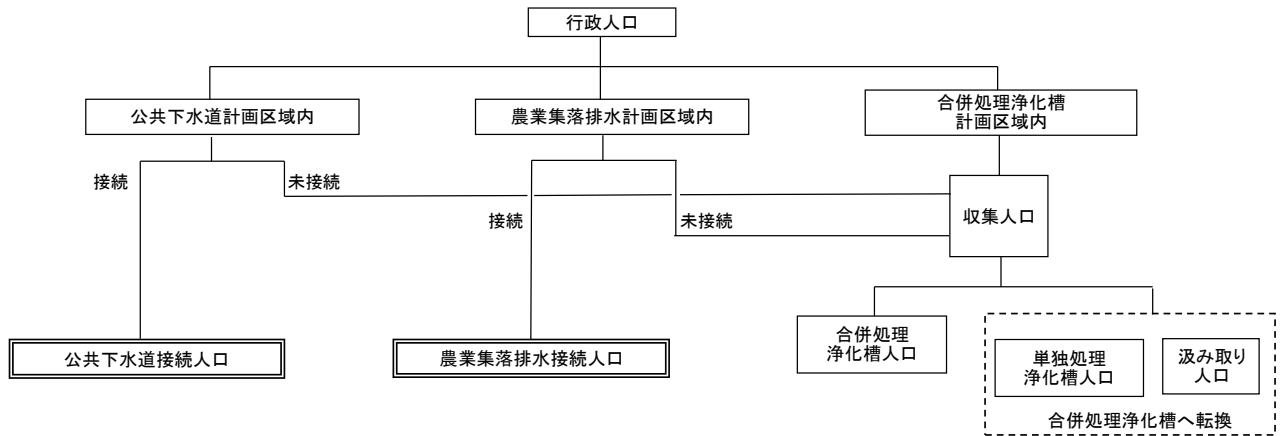 行政人口
公共下水道計画区域内
農業集落排水計画区域内
合併処理浄化槽
計画区域内
接続
未接続
接続
未接続
収集人口
公共下水道接続人口
農業集落排水接続人口
合併処理
浄化槽人口
単独処理
浄化槽人口
汲み取り
人口
合併処理浄化槽へ転換